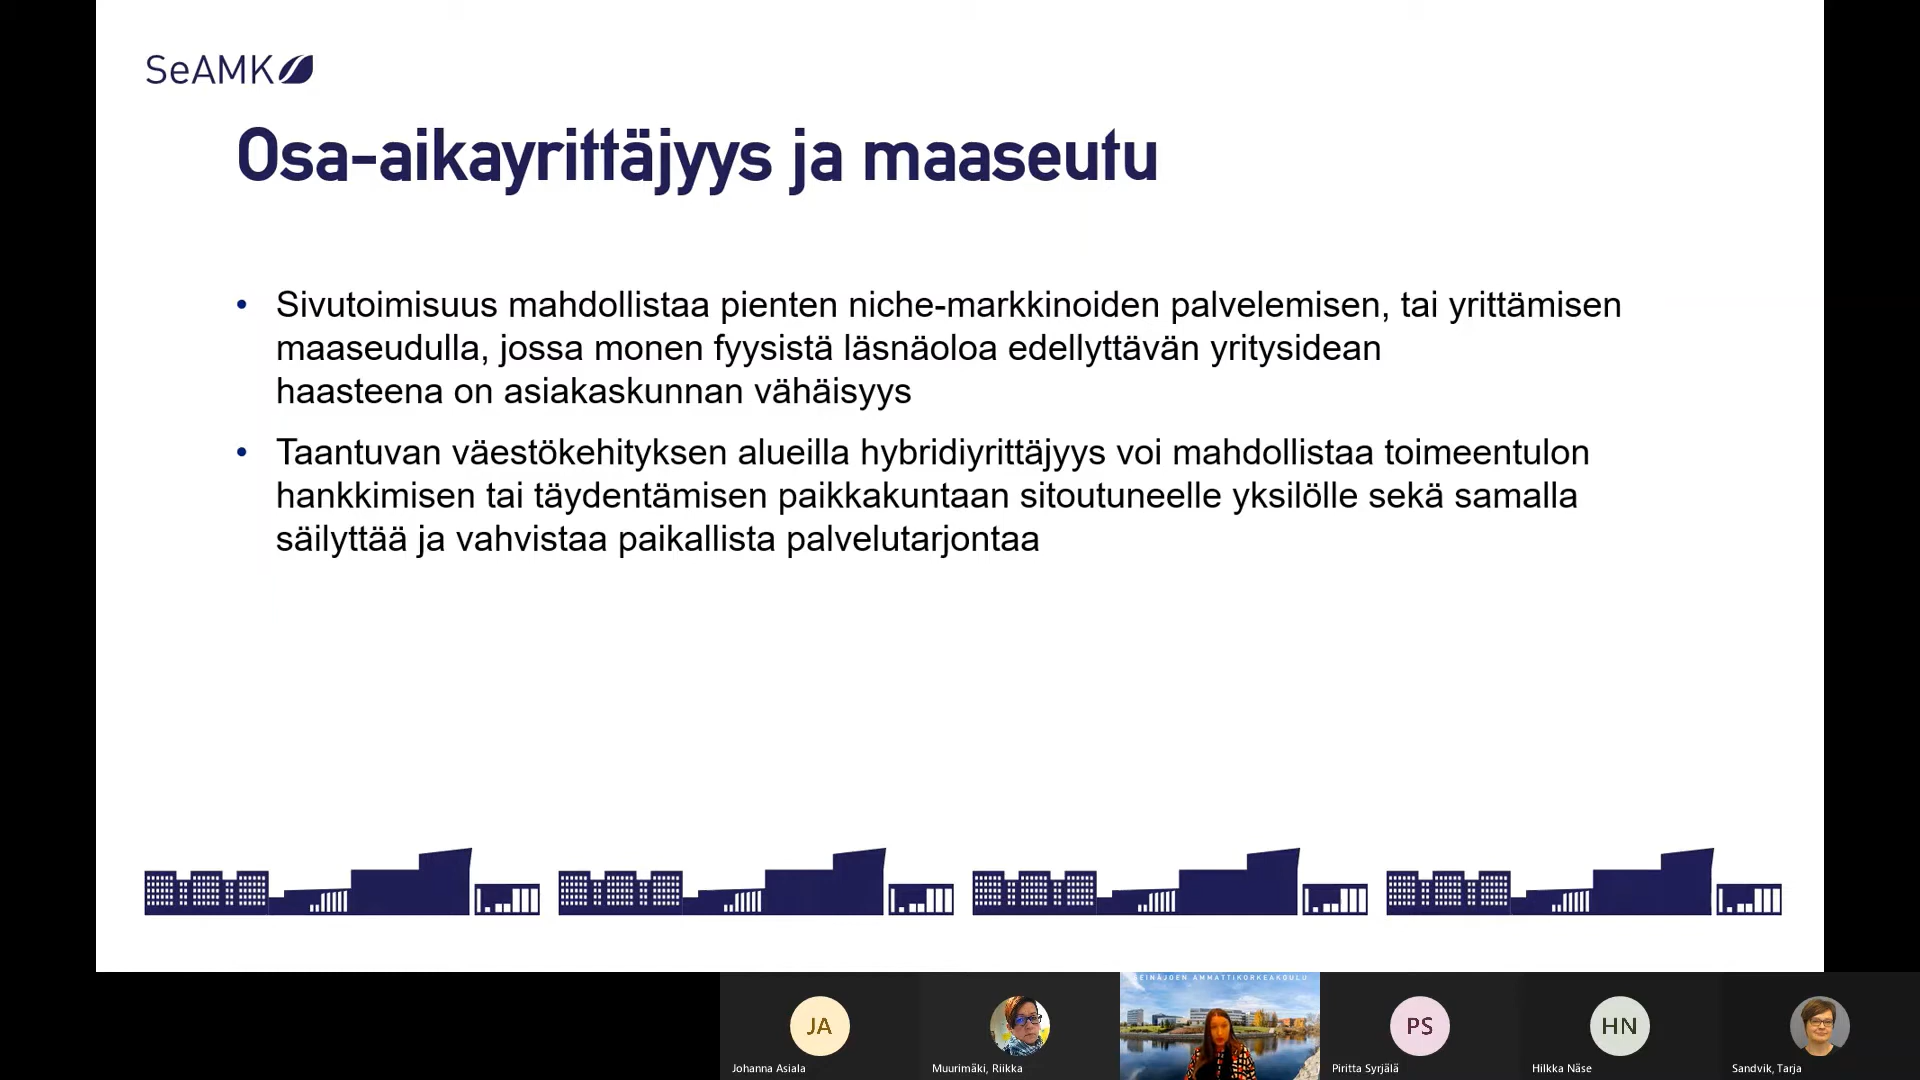 SeAMK
Osa-aikayrittäjyys ja maaseutu
• Sivutoimisuus mahdollistaa pienten niche-markkinoiden palvelemisen, tai yrittämisen
maaseudulla, jossa monen fyysistä läsnäoloa edellyttävän yritysidean
haasteena on asiakaskunnan vähäisyys
• Taantuvan väestökehityksen alueilla hybridiyrittäjyys voi mahdollistaa toimeentulon
hankkimisen tai täydentämisen paikkakuntaan sitoutuneelle yksilölle sekä samalla
säilyttää ja vahvistaa paikallista palvelutarjontaa
EINÄJOEN AMMATTIKORKEAKOULU
JA
PS
HN
Johanna Asiala
Muurimäki, Riikka
Piritta Syrjälä
Hilkka Näse
Sandvik, Tarja